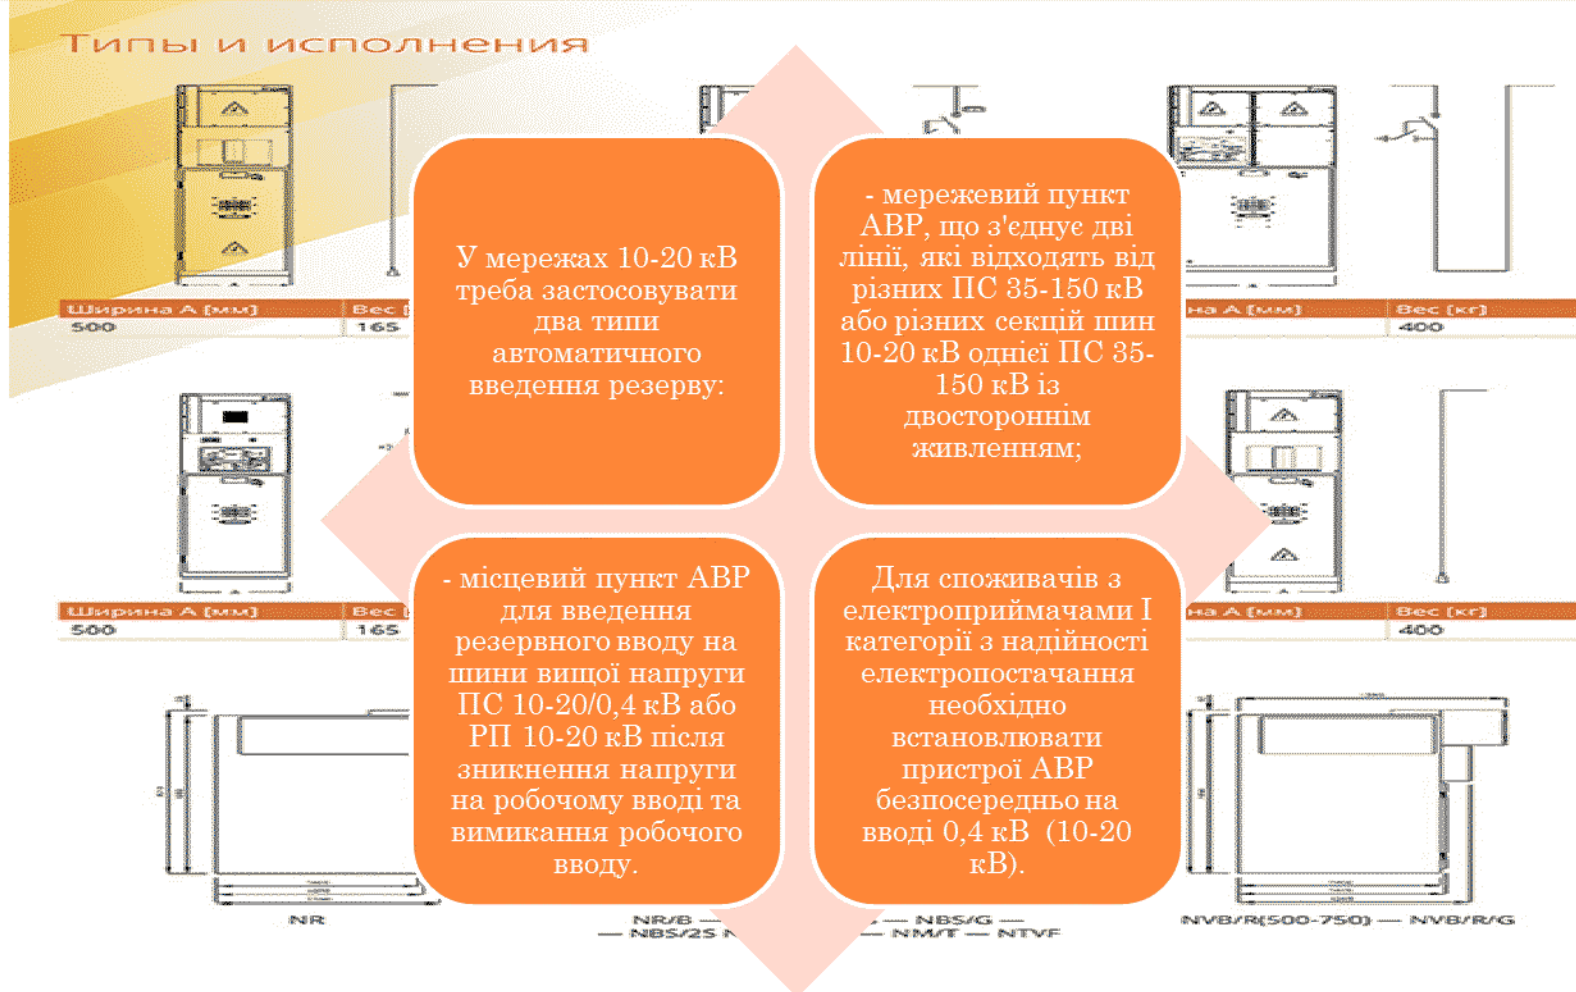 Типы и исполнения
У мережах 10-20 кВ
треба застосовувати
два типи
автоматичного
введення резерву:
- мережевий пункт
АВР, що з'єднує дві
лінії, які відходять від
різних ПС 35-150 кВ
або різних секцій шин
10-20 кВ однієї ПС 35-
150 кВ із
двостороннім
живленням;
Ширина А [мм] Вес
500 165
на А [мм] Вес [кг]
400
- місцевий пункт АВР
для введення
резервного вводу на
шини вищої напруги
ПС 10-20/0,4 кВ або
РП 10-20 кВ після
зникнення напруги
на робочому вводі та
вимикання робочого
вводу.
Для споживачів з
електроприймачами І
категорії з надійності
електропостачання
необхідно
встановлювати
пристрої АВР
безпосередньо на
вводі 0,4 кВ (10-20
кВ).
Ширина А [мм] Вес
500 165
на А [мм] Вес [кг]
400
NR
NR/B — — NBS/G —
— NBS/2S — NM/T — NTVF
NVB/R(500-750) — NVB/R/G